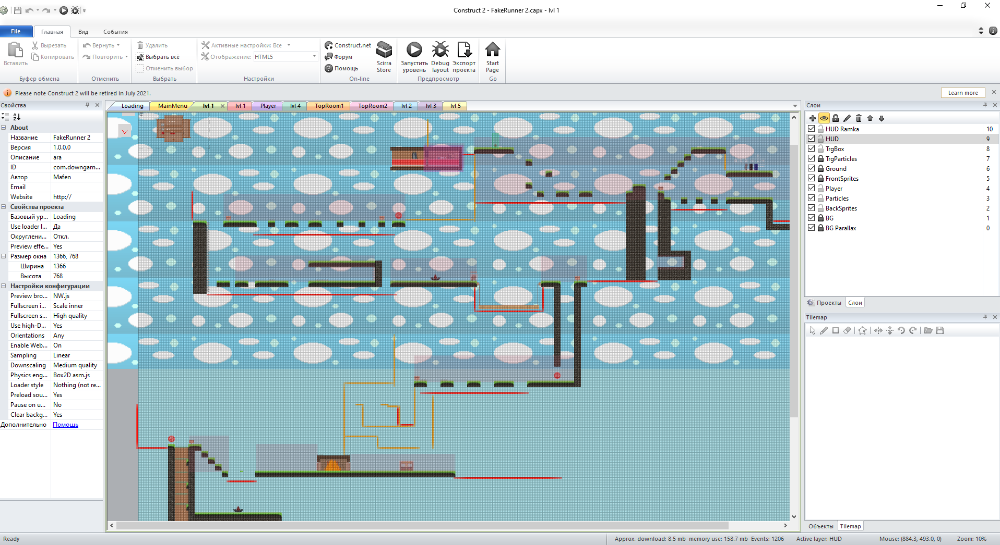 Construct 2 - FakeRunner 2.capx - lvl 1
File
Главная
Вид
События
Вставить
Вырезать
Копировать
Буфер обмена
Вернуть
Повторить
Отменить
Удалить
Выбрать всё
Отменить выбор
Выбрать
Активные настройки: Все
Отображение: HTML5
Настройки
Construct.net
Форум
Помощь
Scirra Store
On-line
Запустить уровень
Debug layout
Экспорт проекта
Предпросмотр
Start Page
Go
Please note Construct 2 will be retired in July 2021.
Learn more
Свойства
About
Название FakeRunner 2
Версия 1.0.0.0
Описание ara
ID com.downgam...
Автор Mafen
Email
Website http://
Свойства проекта
Базовый ур... Loading
Use loader l... Да
Округлени... Откл.
Preview effe... Yes
Размер окна 1366, 768
Ширина 1366
Высота 768
Настройки конфигурации
Preview bro... NW.js
Fullscreen i... Scale inner
Fullscreen s... High quality
Use high-D... Yes
Orientations Any
Enable Web... On
Sampling Linear
Downscaling Medium quality
Physics eng... Box2D asm.js
Loader style Nothing (not re...
Preload sou... Yes
Pause on u... No
Clear backg... Yes
Дополнительно Помощь
Loading MainMenu lvl 1 lvl 1 Player lvl 4 TopRoom1 TopRoom2 lvl 2 lvl 3 lvl 5
Слои
HUD Ramka 10
HUD 9
TrgBox 8
TrgParticles 7
Ground 6
FrontSprites 5
Player 4
Particles 3
BackSprites 2
BG 1
BG Parallax 0
Проекты Слои
Tilemap
Объекты Tilemap
Ready
Approx. download: 8.5 mb memory use: 158.7 mb Events: 1206 Active layer: HUD Mouse: (884.3, 493.0, 0) Zoom: 10%